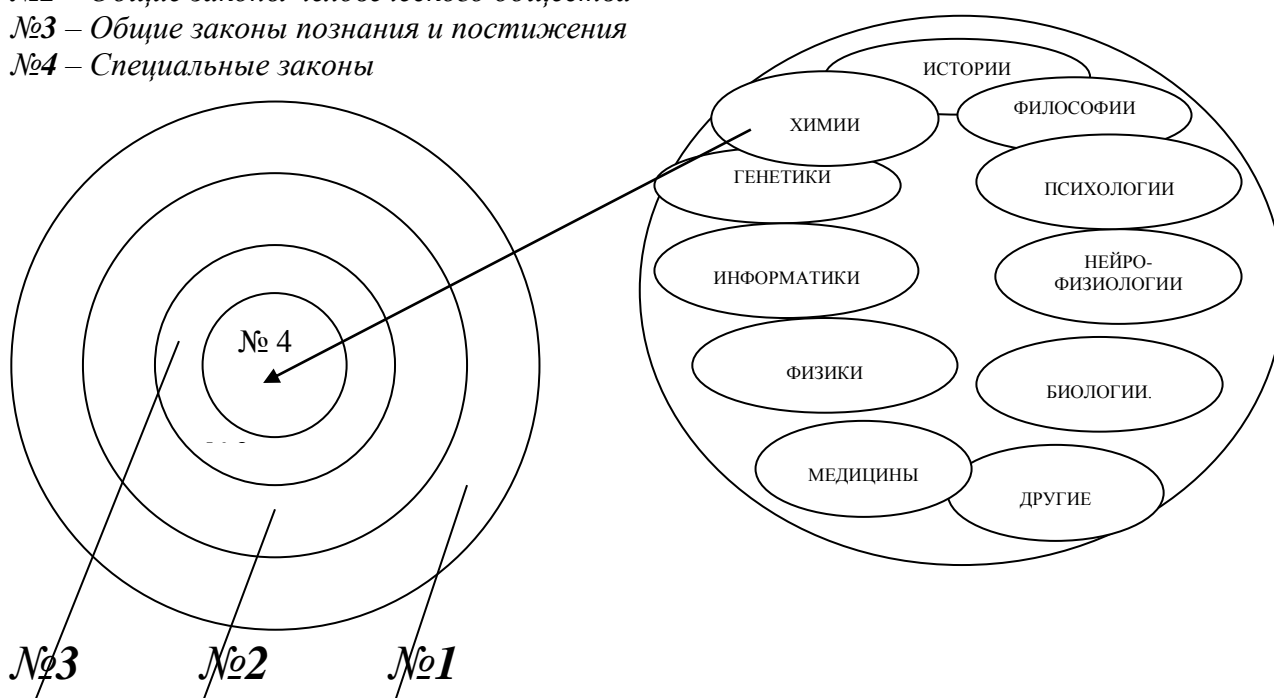 №3 – Общие законы познания и постижения
№4 – Специальные законы
ИСТОРИИ
ХИМИИ
ФИЛОСОФИИ
ГЕНЕТИКИ
ПСИХОЛОГИИ
ИНФОРМАТИКИ
НЕЙРО-
ФИЗИОЛОГИИ
№ 4
ФИЗИКИ
БИОЛОГИИ.
МЕДИЦИНЫ
ДРУГИЕ
№3 №2 №1